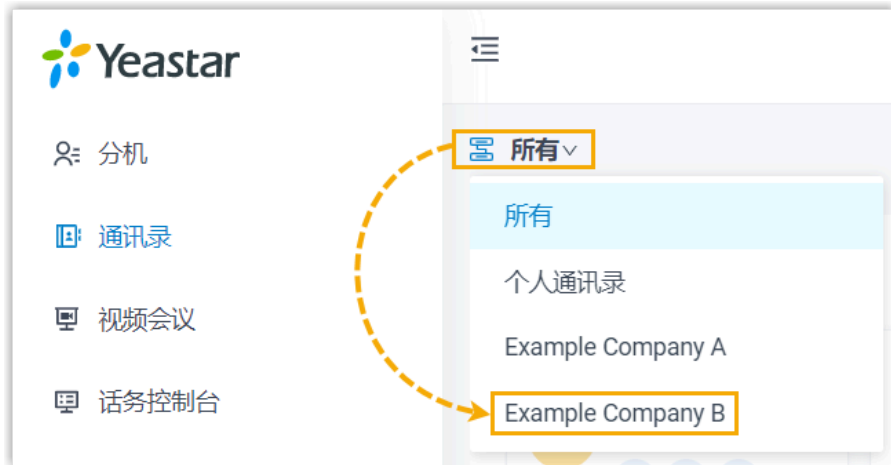 Yeastar
分机
通讯录
视频会议
话务控制台
所有
所有
个人通讯录
Example Company A
Example Company B